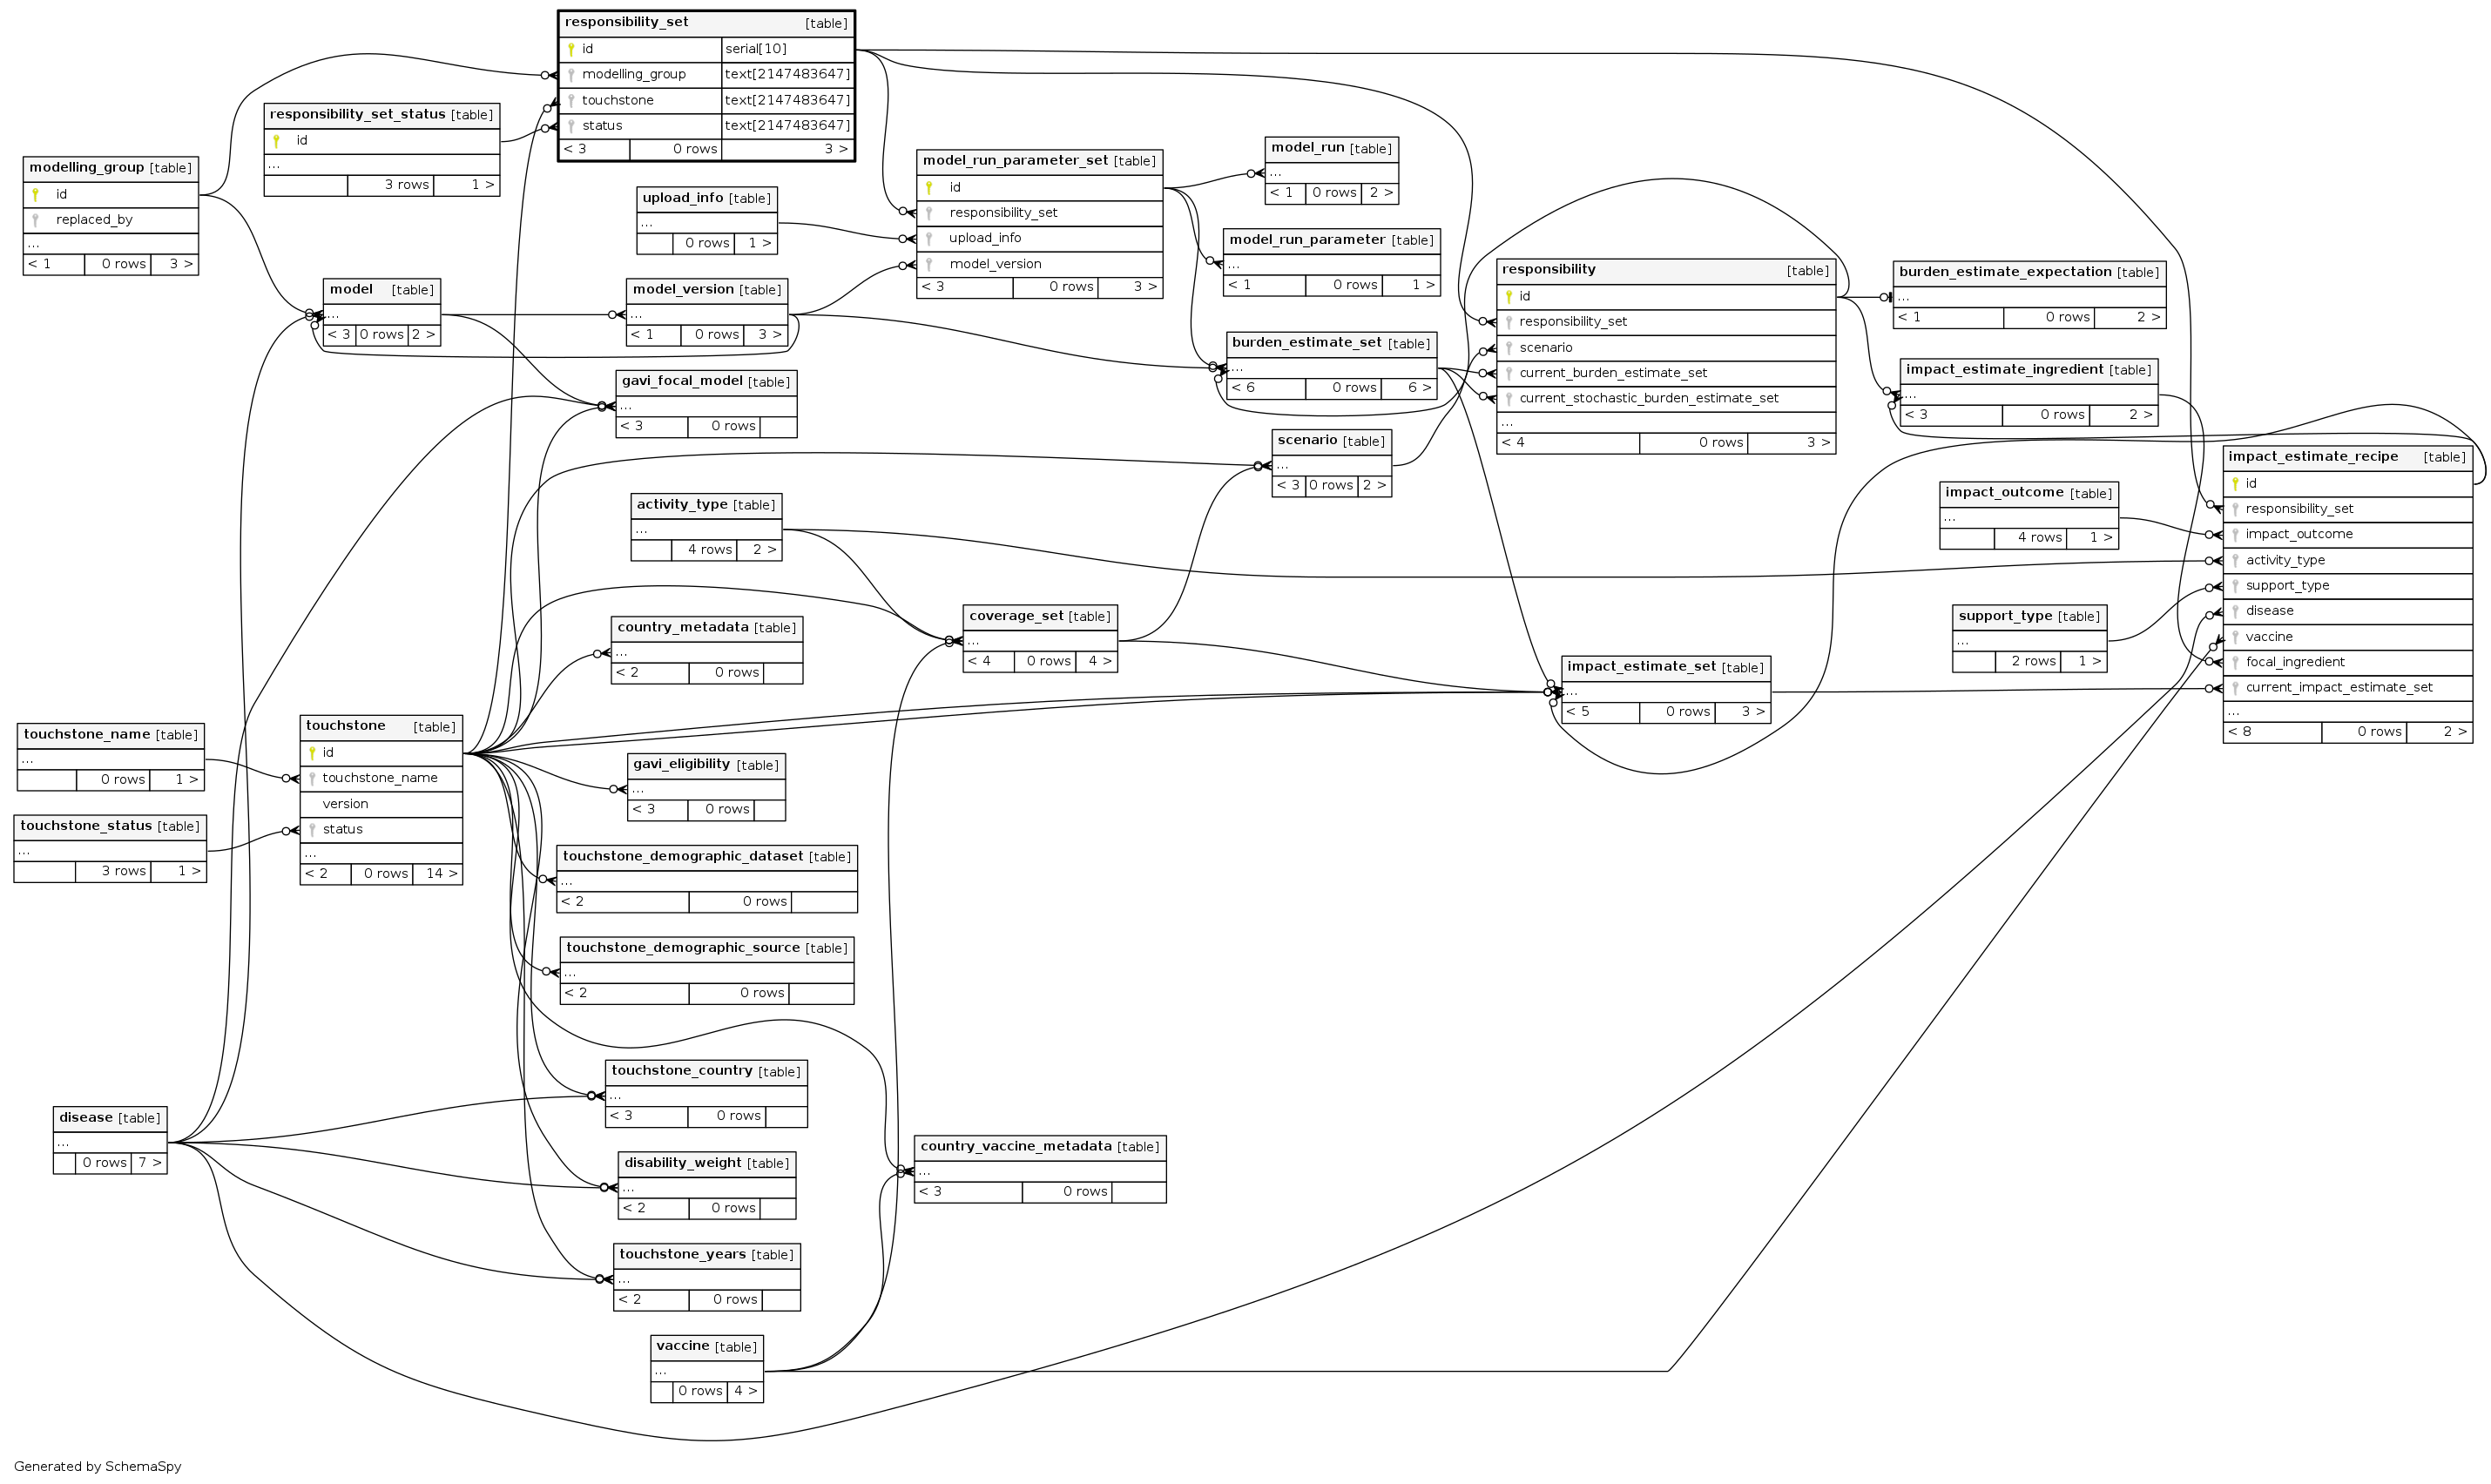 responsibility_set [table]
id serial[10]
modelling_group text[2147483647]
touchstone text[2147483647]
status text[2147483647]
< 3 0 rows 3 >
responsibility_set_status [table]
id
...
3 rows 1 >
modelling_group [table]
id
replaced_by
...
< 1 0 rows 3 >
upload_info [table]
...
0 rows 1 >
model_run_parameter_set [table]
id
responsibility_set
upload_info
model_version
< 3 0 rows 3 >
model_run [table]
...
< 1 0 rows 2 >
model_run_parameter [table]
...
< 1 0 rows 1 >
responsibility [table]
id
responsibility_set
scenario
current_burden_estimate_set
current_stochastic_burden_estimate_set
...
< 4 0 rows 3 >
burden_estimate_expectation [table]
...
< 1 0 rows 2 >
model [table]
...
< 3 0 rows 2 >
model_version [table]
...
< 1 0 rows 3 >
burden_estimate_set [table]
...
< 6 0 rows 6 >
impact_estimate_ingredient [table]
...
< 3 0 rows 2 >
gavi_focal_model [table]
...
< 3 0 rows
scenario [table]
...
< 3 0 rows 2 >
impact_estimate_recipe [table]
id
responsibility_set
impact_outcome
activity_type
support_type
disease
vaccine
focal_ingredient
current_impact_estimate_set
...
< 8 0 rows 2 >
activity_type [table]
...
4 rows 2 >
impact_outcome [table]
...
4 rows 1 >
country_metadata [table]
...
< 2 0 rows
coverage_set [table]
...
< 4 0 rows 4 >
support_type [table]
...
2 rows 1 >
impact_estimate_set [table]
...
< 5 0 rows 3 >
touchstone_name [table]
...
0 rows 1 >
touchstone [table]
id
touchstone_name
version
status
...
< 2 0 rows 14 >
gavi_eligibility [table]
...
< 3 0 rows
touchstone_status [table]
...
3 rows 1 >
touchstone_demographic_dataset [table]
...
< 2 0 rows
touchstone_demographic_source [table]
...
< 2 0 rows
touchstone_country [table]
...
< 3 0 rows
disease [table]
...
0 rows 7 >
disability_weight [table]
...
< 2 0 rows
country_vaccine_metadata [table]
...
< 3 0 rows
touchstone_years [table]
...
< 2 0 rows
vaccine [table]
...
0 rows 4 >
Generated by SchemaSpy